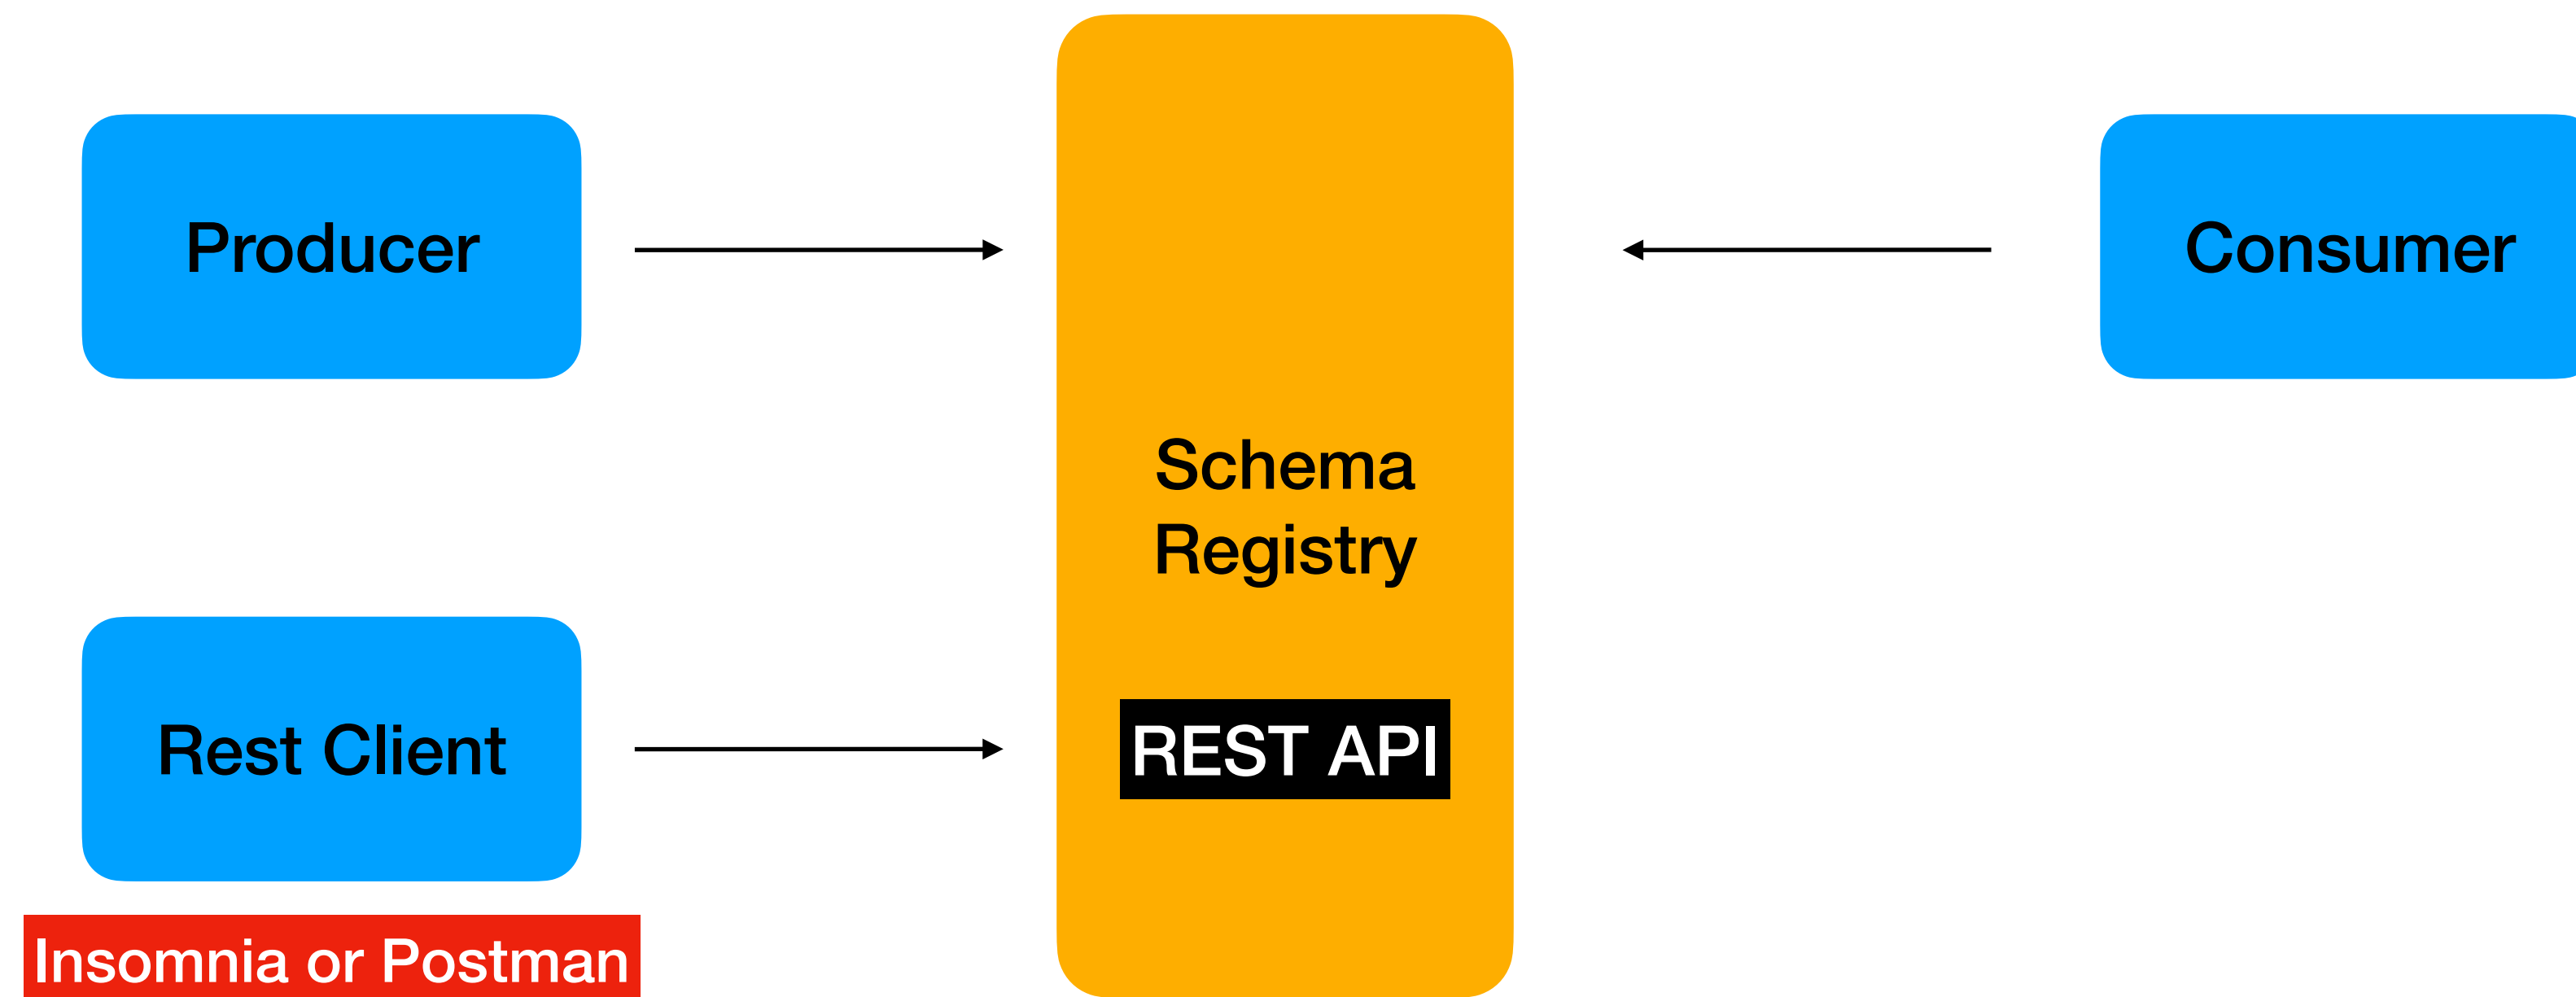 Producer
Consumer
Schema
Registry
Rest Client
REST API
Insomnia or Postman